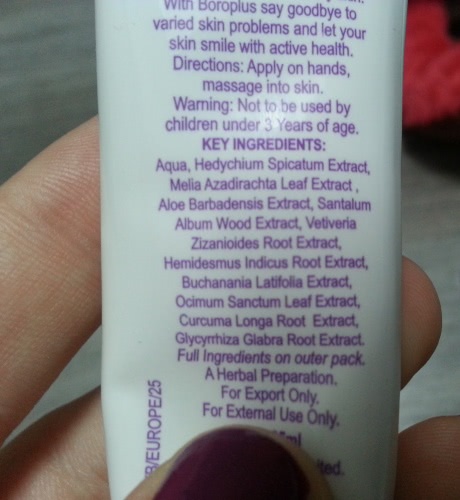 With Boroplus say goodbye to
varied skin problems and let your
skin smile with active health.
Directions: Apply on hands,
massage into skin.
Warning: Not to be used by
children under 3 Years of age.
KEY INGREDIENTS:
Aqua, Hedychium Spicatum Extract,
Melia Azadirachta Leaf Extract ,
Aloe Barbadensis Extract, Santalum
Album Wood Extract, Vetiveria
Zizanioides Root Extract,
Hemidesmus Indicus Root Extract,
Buchanania Latifolia Extract,
Ocimum Sanctum Leaf Extract,
Curcuma Longa Root Extract,
Glycyrrhiza Glabra Root Extract.
Full Ingredients on outer pack.
A Herbal Preparation.
For Export Only.
For External Use Only.
B/EUROPE/25